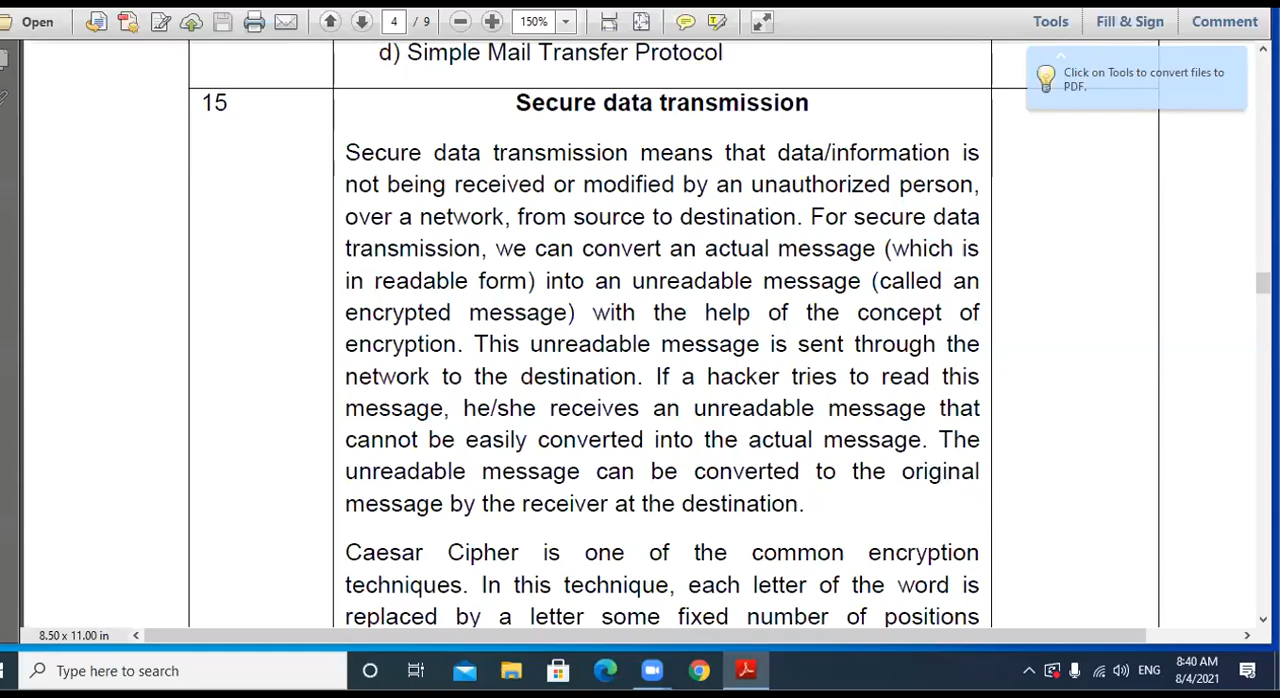 Open
4 / 9
150%
Tools
Fill & Sign
Comment
d) Simple Mail Transfer Protocol
Click on Tools to convert files to
PDF.
15
Secure data transmission
Secure data transmission means that data/information is
not being received or modified by an unauthorized person,
over a network, from source to destination. For secure data
transmission, we can convert an actual message (which is
in readable form) into an unreadable message (called an
encrypted message) with the help of the concept of
encryption. This unreadable message is sent through the
network to the destination. If a hacker tries to read this
message, he/she receives an unreadable message that
cannot be easily converted into the actual message. The
unreadable message can be converted to the original
message by the receiver at the destination.
Caesar Cipher is one of the common encryption
techniques. In this technique, each letter of the word is
replaced by a letter some fixed number of positions
8.50 x 11.00 in
Type here to search
ENG
8:40 AM
8/4/2021